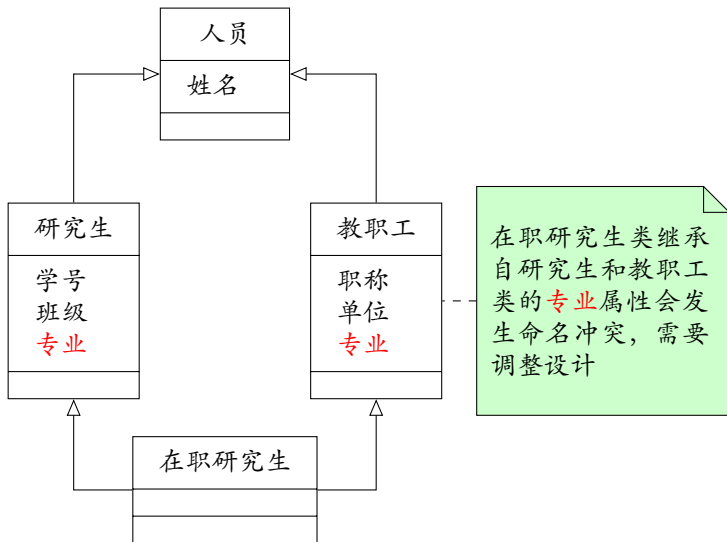 人员
姓名
研究生
学号
班级
专业
教职工
职称
单位
专业
在职研究生类继承
自研究生和教职工
类的专业属性会发
生命名冲突，需要
调整设计
在职研究生